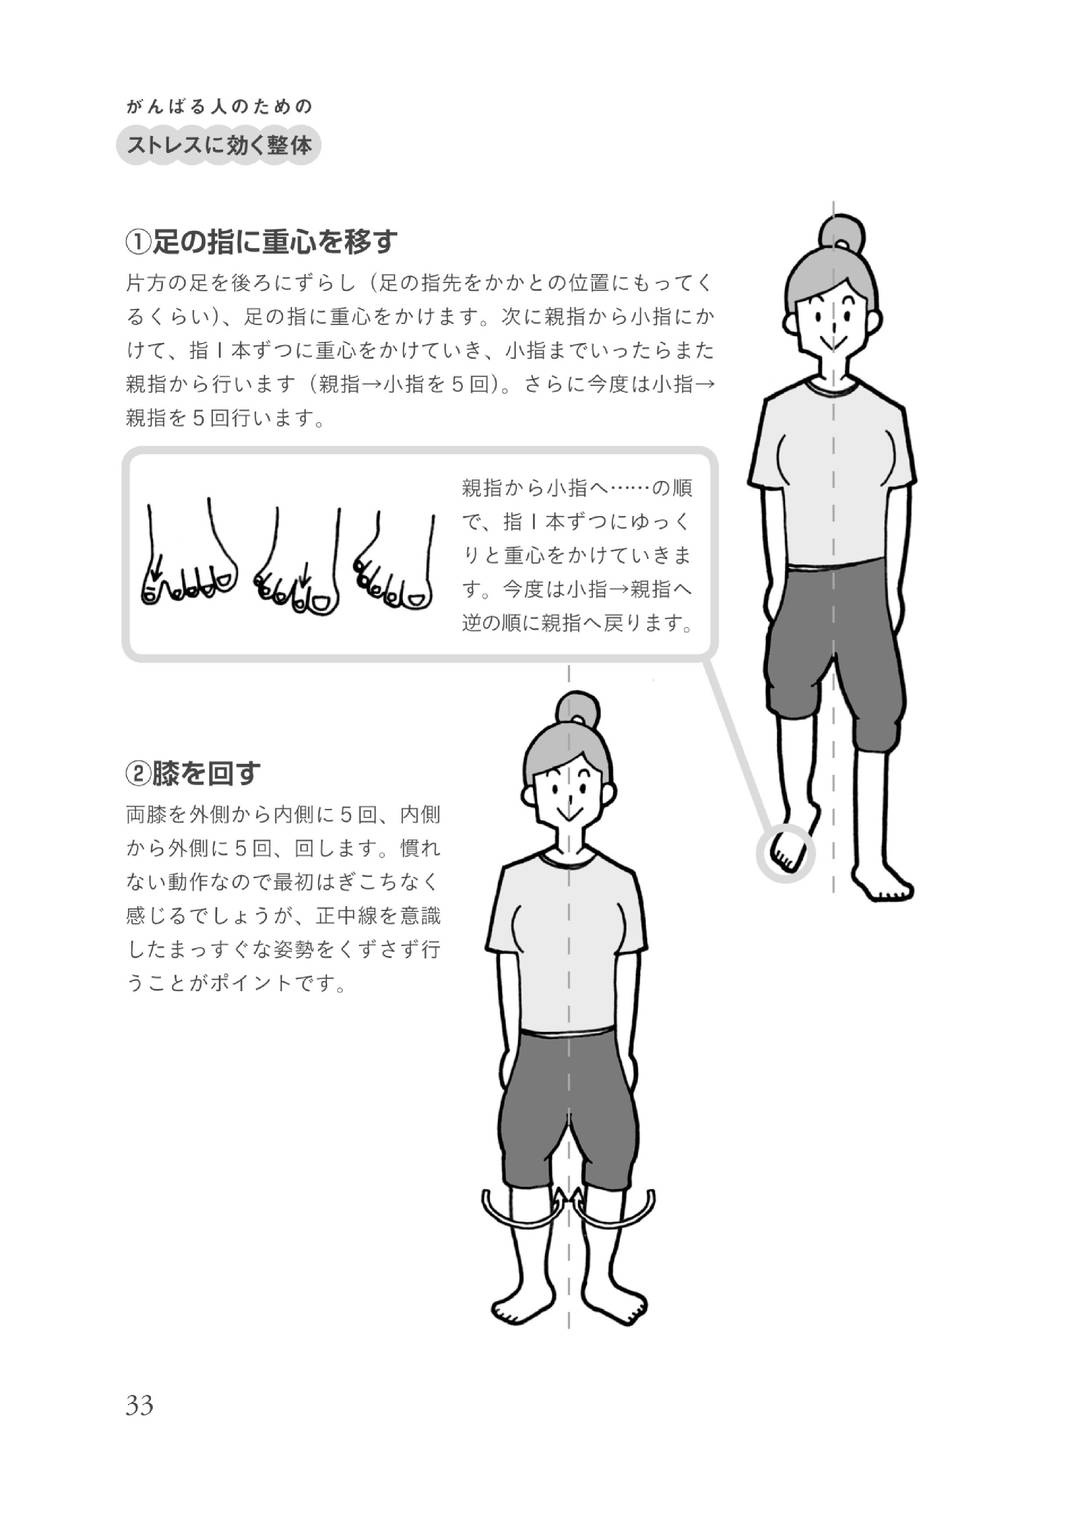 がんばる人のための
ストレスに効く整体
①足の指に重心を移す
片方の足を後ろにずらし（足の指先をかかとの位置にもってく
るくらい）、足の指に重心をかけます。次に親指から小指にか
けて、指１本ずつに重心をかけていき、小指までいったらまた
親指から行います（親指→小指を５回）。さらに今度は小指→
親指を５回行います。
親指から小指へ……の順
で、指１本ずつにゆっく
りと重心をかけていきま
す。今度は小指→親指へ
逆の順に親指へ戻ります。
②膝を回す
両膝を外側から内側に５回、内側
から外側に５回、回します。慣れ
ない動作なので最初はぎこちなく
感じるでしょうが、正中線を意識
したまっすぐな姿勢をくずさず行
うことがポイントです。
33